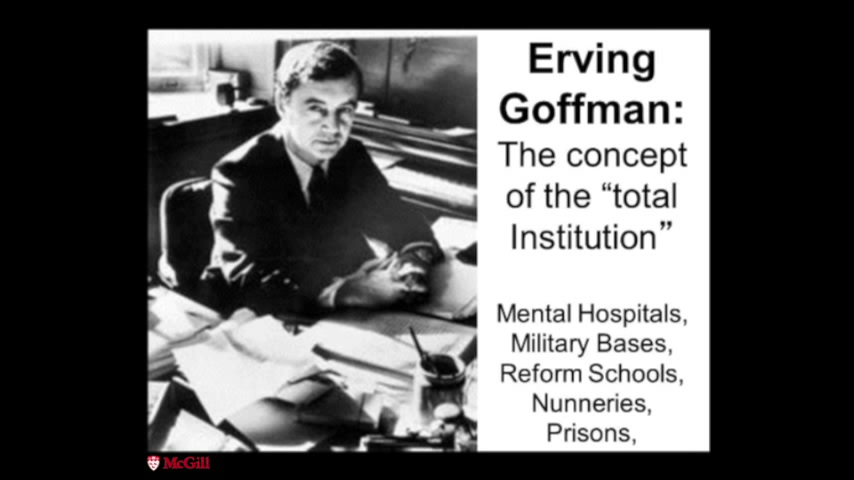 Erving
Goffman:
The concept
of the “total
Institution”
Mental Hospitals,
Military Bases,
Reform Schools,
Nunneries,
Prisons,
McGill